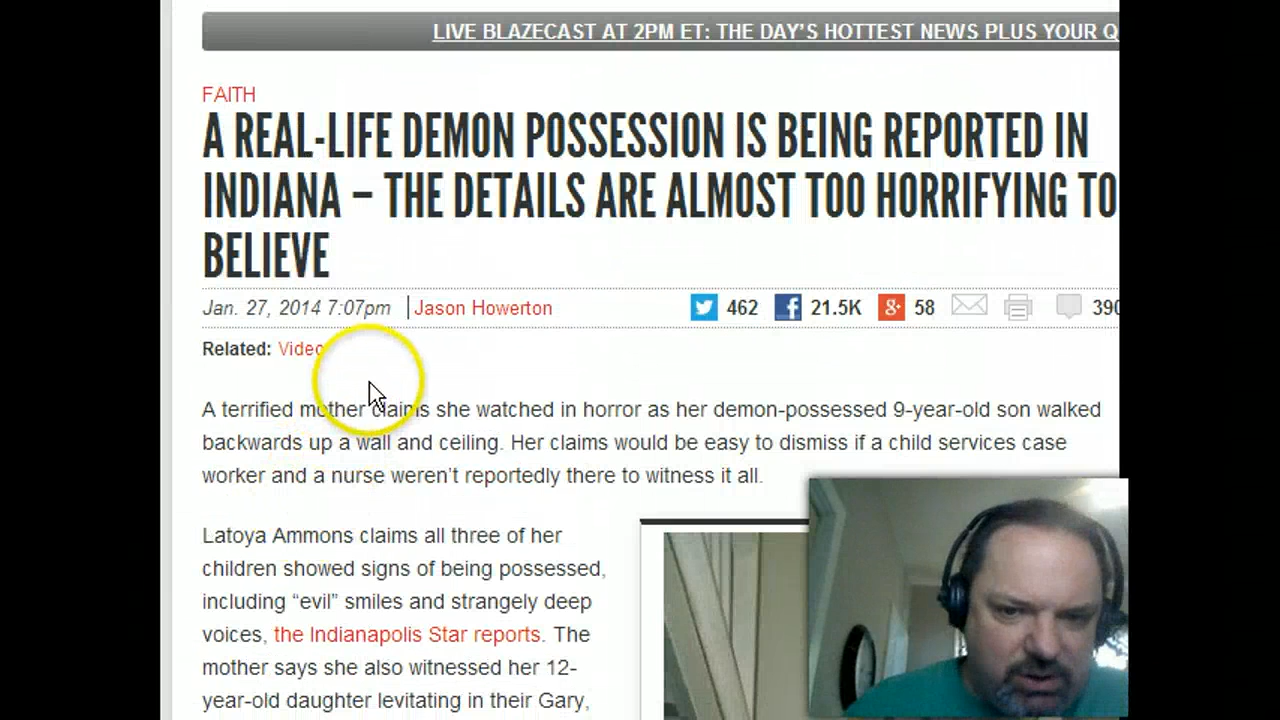 LIVE BLAZECAST AT 2PM ET: THE DAY'S HOTTEST NEWS PLUS YOUR Q
FAITH
A REAL-LIFE DEMON POSSESSION IS BEING REPORTED IN
INDIANA – THE DETAILS ARE ALMOST TOO HORRIFYING TO
BELIEVE
Jan. 27, 2014 7:07pm | Jason Howerton 462 21.5K 58 390
Related: Video
A terrified mother claims she watched in horror as her demon-possessed 9-year-old son walked
backwards up a wall and ceiling. Her claims would be easy to dismiss if a child services case
worker and a nurse weren't reportedly there to witness it all.
Latoya Ammons claims all three of her
children showed signs of being possessed,
including “evil” smiles and strangely deep
voices, the Indianapolis Star reports. The
mother says she also witnessed her 12-
year-old daughter levitating in their Gary,